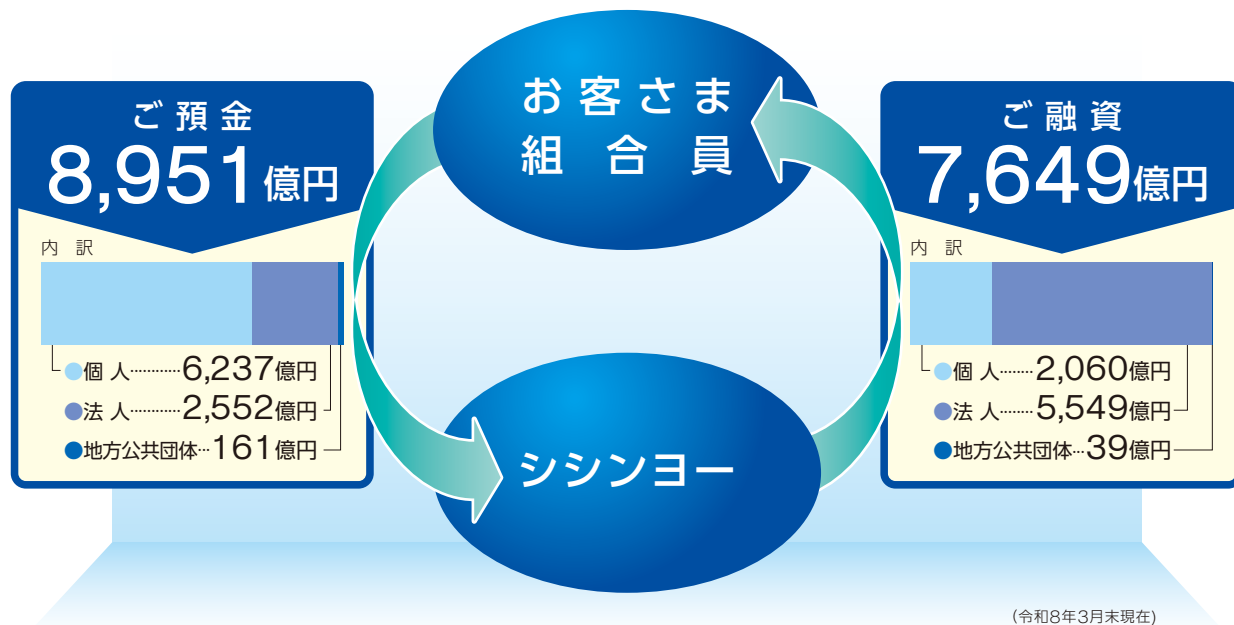 お客さま
組合員
ご預金
8,951億円
内 訳
●個 人…………6,237億円
●法 人…………2,552億円
●地方公共団体…161億円
シシンヨー
ご融資
7,649億円
内 訳
●個 人……2,060億円
●法 人……5,549億円
●地方公共団体…39億円
(令和8年3月末現在)